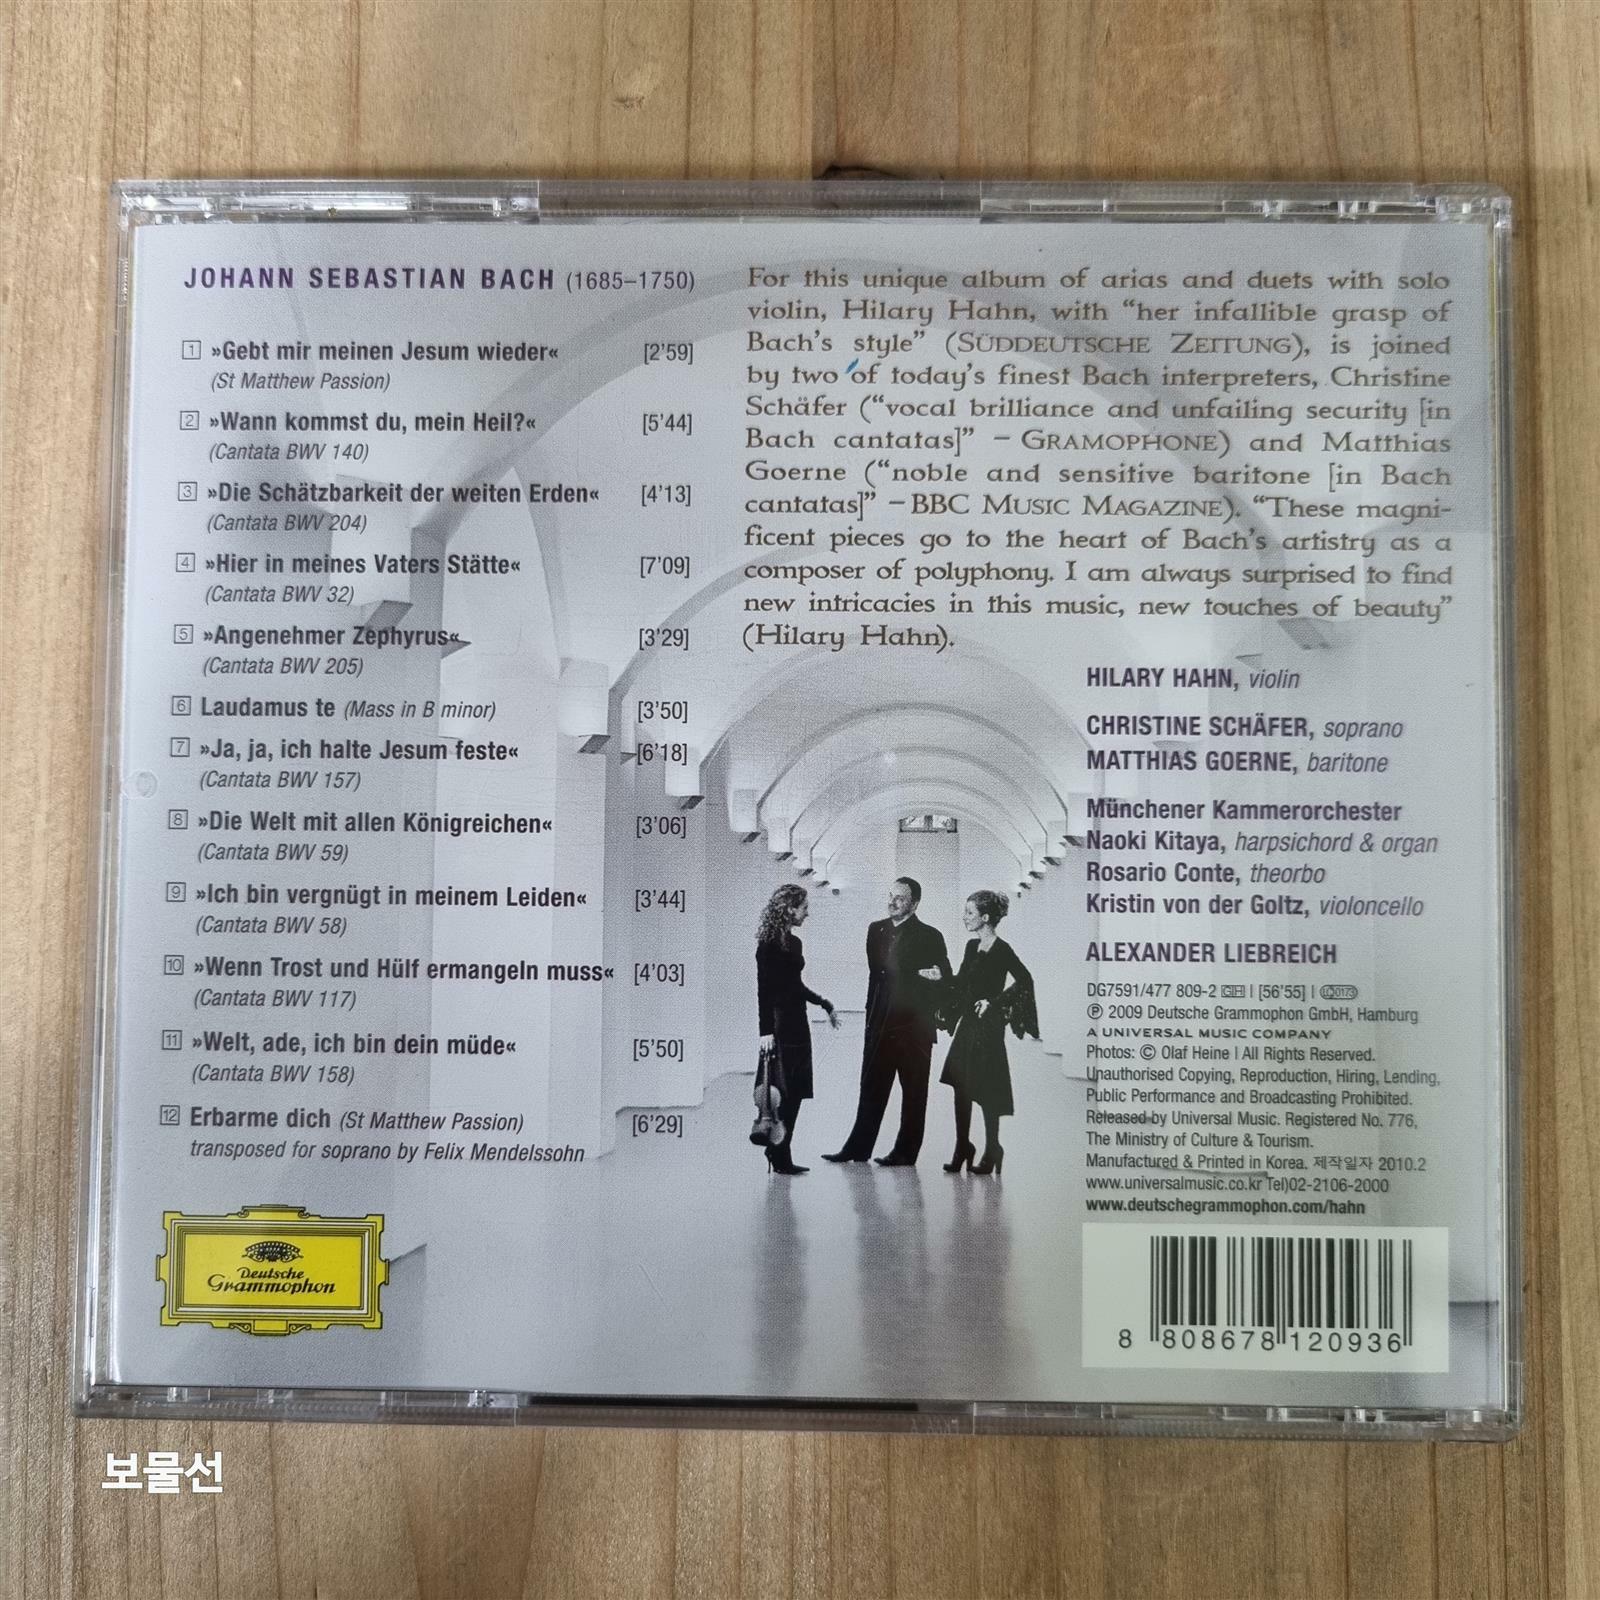 JOHANN SEBASTIAN BACH (1685–1750)
1 »Gebt mir meinen Jesum wieder« [2'59]
(St Matthew Passion)
2 »Wann kommst du, mein Heil?« [5'44]
(Cantata BWV 140)
3 »Die Schätzbarkeit der weiten Erden« [4'13]
(Cantata BWV 204)
4 »Hier in meines Vaters Stätte« [7'09]
(Cantata BWV 32)
5 »Angenehmer Zephyrus« [3'29]
(Cantata BWV 205)
6 Laudamus te (Mass in B minor) [3'50]
7 »Ja, ja, ich halte Jesum feste« [6'18]
(Cantata BWV 157)
8 »Die Welt mit allen Königreichen« [3'06]
(Cantata BWV 59)
9 »Ich bin vergnügt in meinem Leiden« [3'44]
(Cantata BWV 58)
10 »Wenn Trost und Hülf ermangeln muss« [4'03]
(Cantata BWV 117)
11 »Welt, ade, ich bin dein müde« [5'50]
(Cantata BWV 158)
12 Erbarme dich (St Matthew Passion) [6'29]
transposed for soprano by Felix Mendelssohn
Deutsche
Grammophon
For this unique album of arias and duets with solo
violin, Hilary Hahn, with “her infallible grasp of
Bach's style” (SÜDDEUTSCHE ZEITUNG), is joined
by two of today's finest Bach interpreters, Christine
Schäfer (“vocal brilliance and unfailing security [in
Bach cantatas]” – GRAMOPHONE) and Matthias
Goerne (“noble and sensitive baritone [in Bach
cantatas]” – BBC MUSIC MAGAZINE). “These magni-
ficent pieces go to the heart of Bach's artistry as a
composer of polyphony. I am always surprised to find
new intricacies in this music, new touches of beauty”
(Hilary Hahn).
HILARY HAHN, violin
CHRISTINE SCHÄFER, soprano
MATTHIAS GOERNE, baritone
Münchener Kammerorchester
Naoki Kitaya, harpsichord & organ
Rosario Conte, theorbo
Kristin von der Goltz, violoncello
ALEXANDER LIEBREICH
DG7591/477 809-2 GH | [56'55] | LC 0173
℗ 2009 Deutsche Grammophon GmbH, Hamburg
A UNIVERSAL MUSIC COMPANY
Photos: © Olaf Heine | All Rights Reserved.
Unauthorised Copying, Reproduction, Hiring, Lending,
Public Performance and Broadcasting Prohibited.
Released by Universal Music. Registered No. 776,
The Ministry of Culture & Tourism.
Manufactured & Printed in Korea. 제작일자 2010.2
www.universalmusic.co.kr Tel)02-2106-2000
www.deutschegrammophon.com/hahn
8 808678 120936
보물선